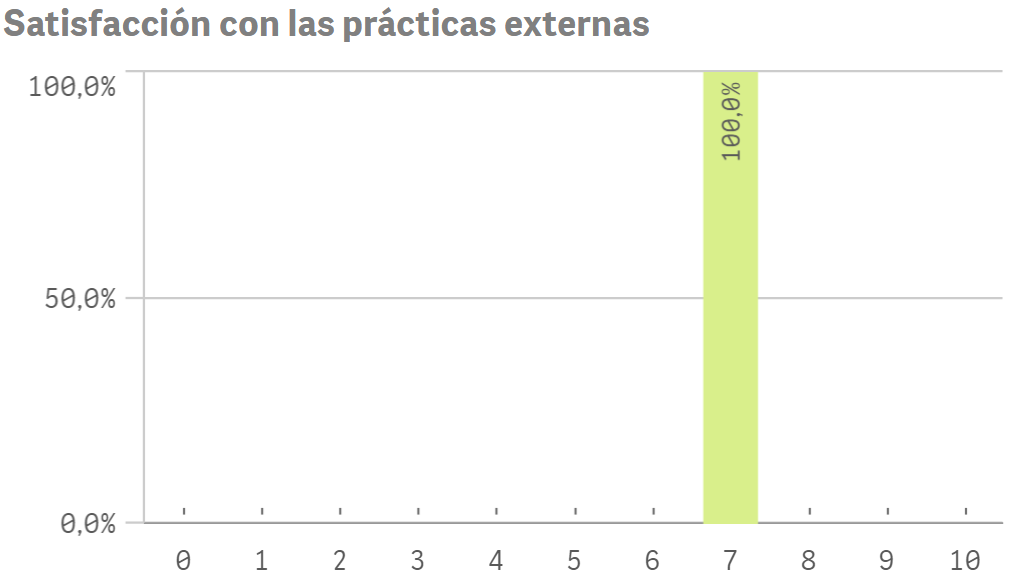 Satisfacción con las prácticas externas
100,0%
100,0%
50,0%
0,0%
0 1 2 3 4 5 6 7 8 9 10